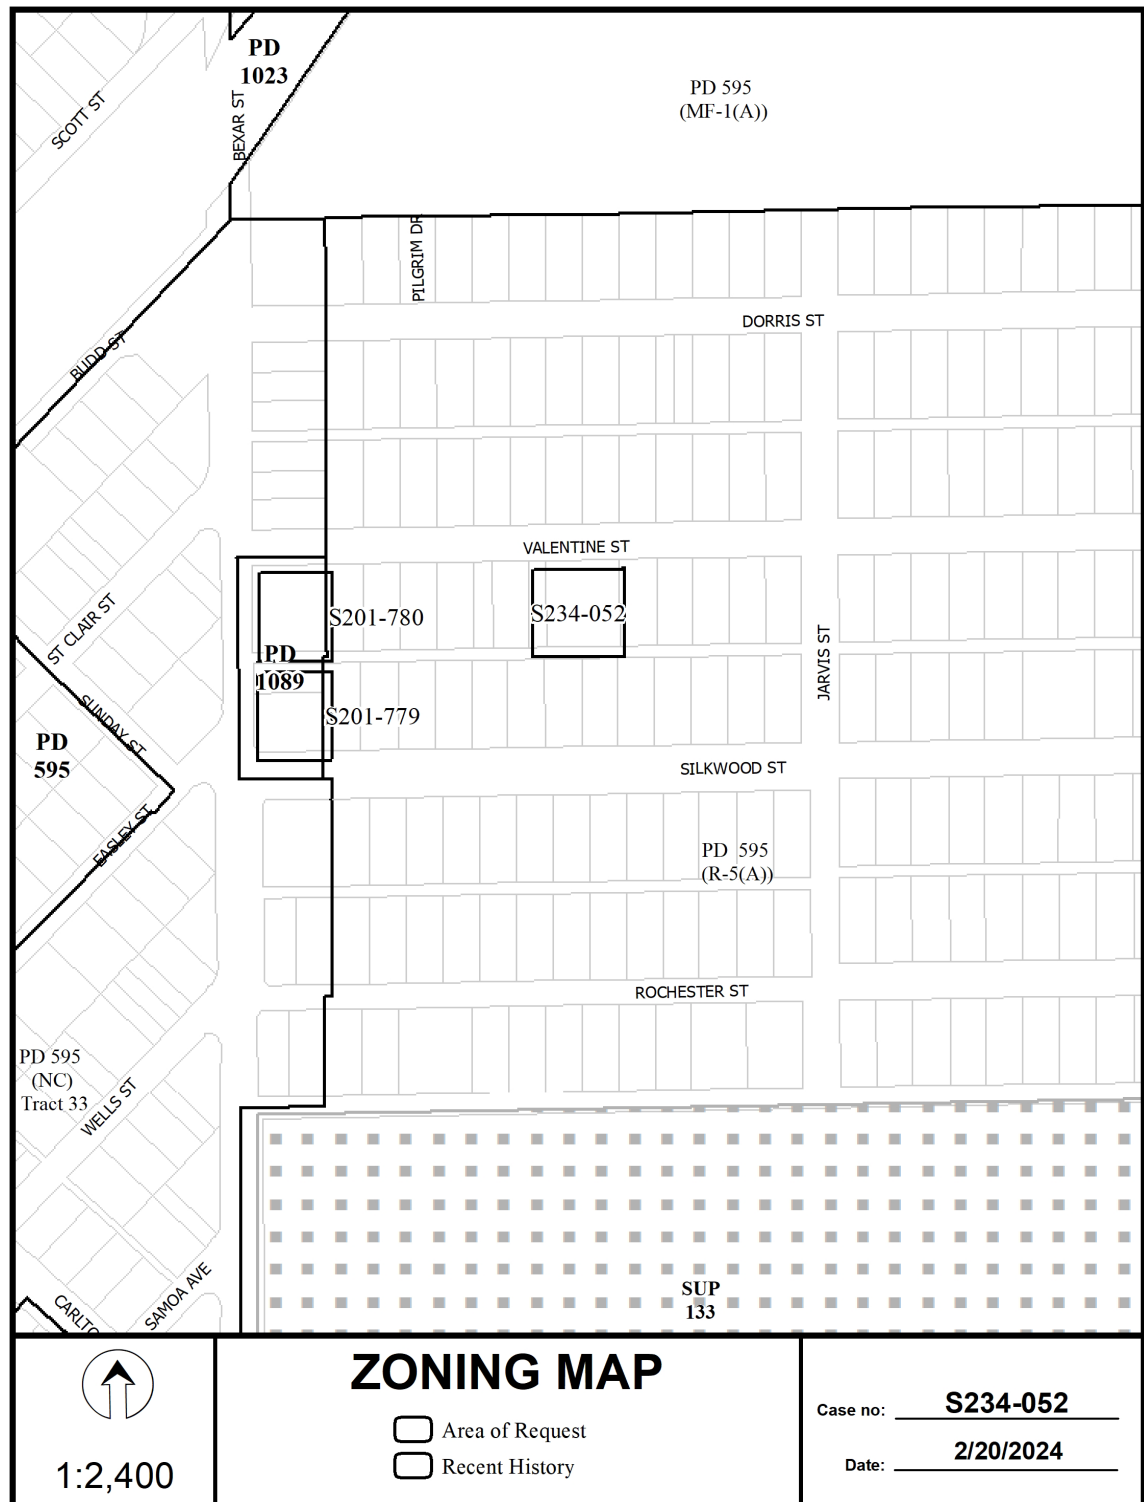 PD
1023
PD 595
(MF-1(A))
SCOTT ST
BEXAR ST
PILGRIM DR
DORRIS ST
BUDD ST
VALENTINE ST
S201-780
S234-052
ST CLAIR ST
PD
1089
JARVIS ST
SUNDAY ST
S201-779
PD
595
SILKWOOD ST
EASLEY ST
PD 595
(R-5(A))
ROCHESTER ST
PD 595
(NC)
Tract 33
WELLS ST
SAMOA AVE
CARLTO
SUP
133
1:2,400
ZONING MAP
Area of Request
Recent History
Case no: S234-052
Date: 2/20/2024